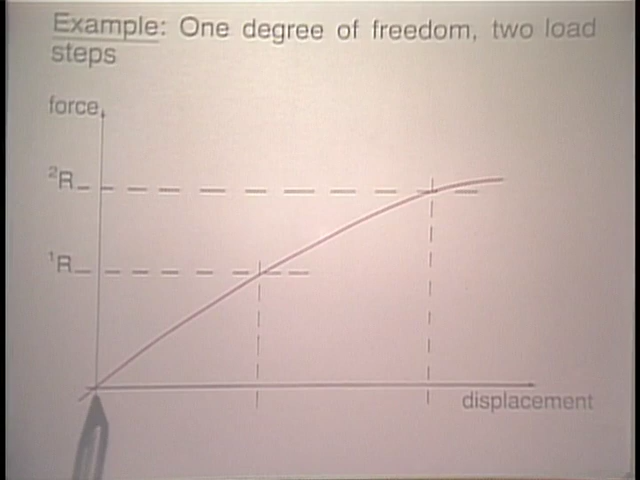 Example: One degree of freedom, two load
steps
force
²R
¹R
displacement